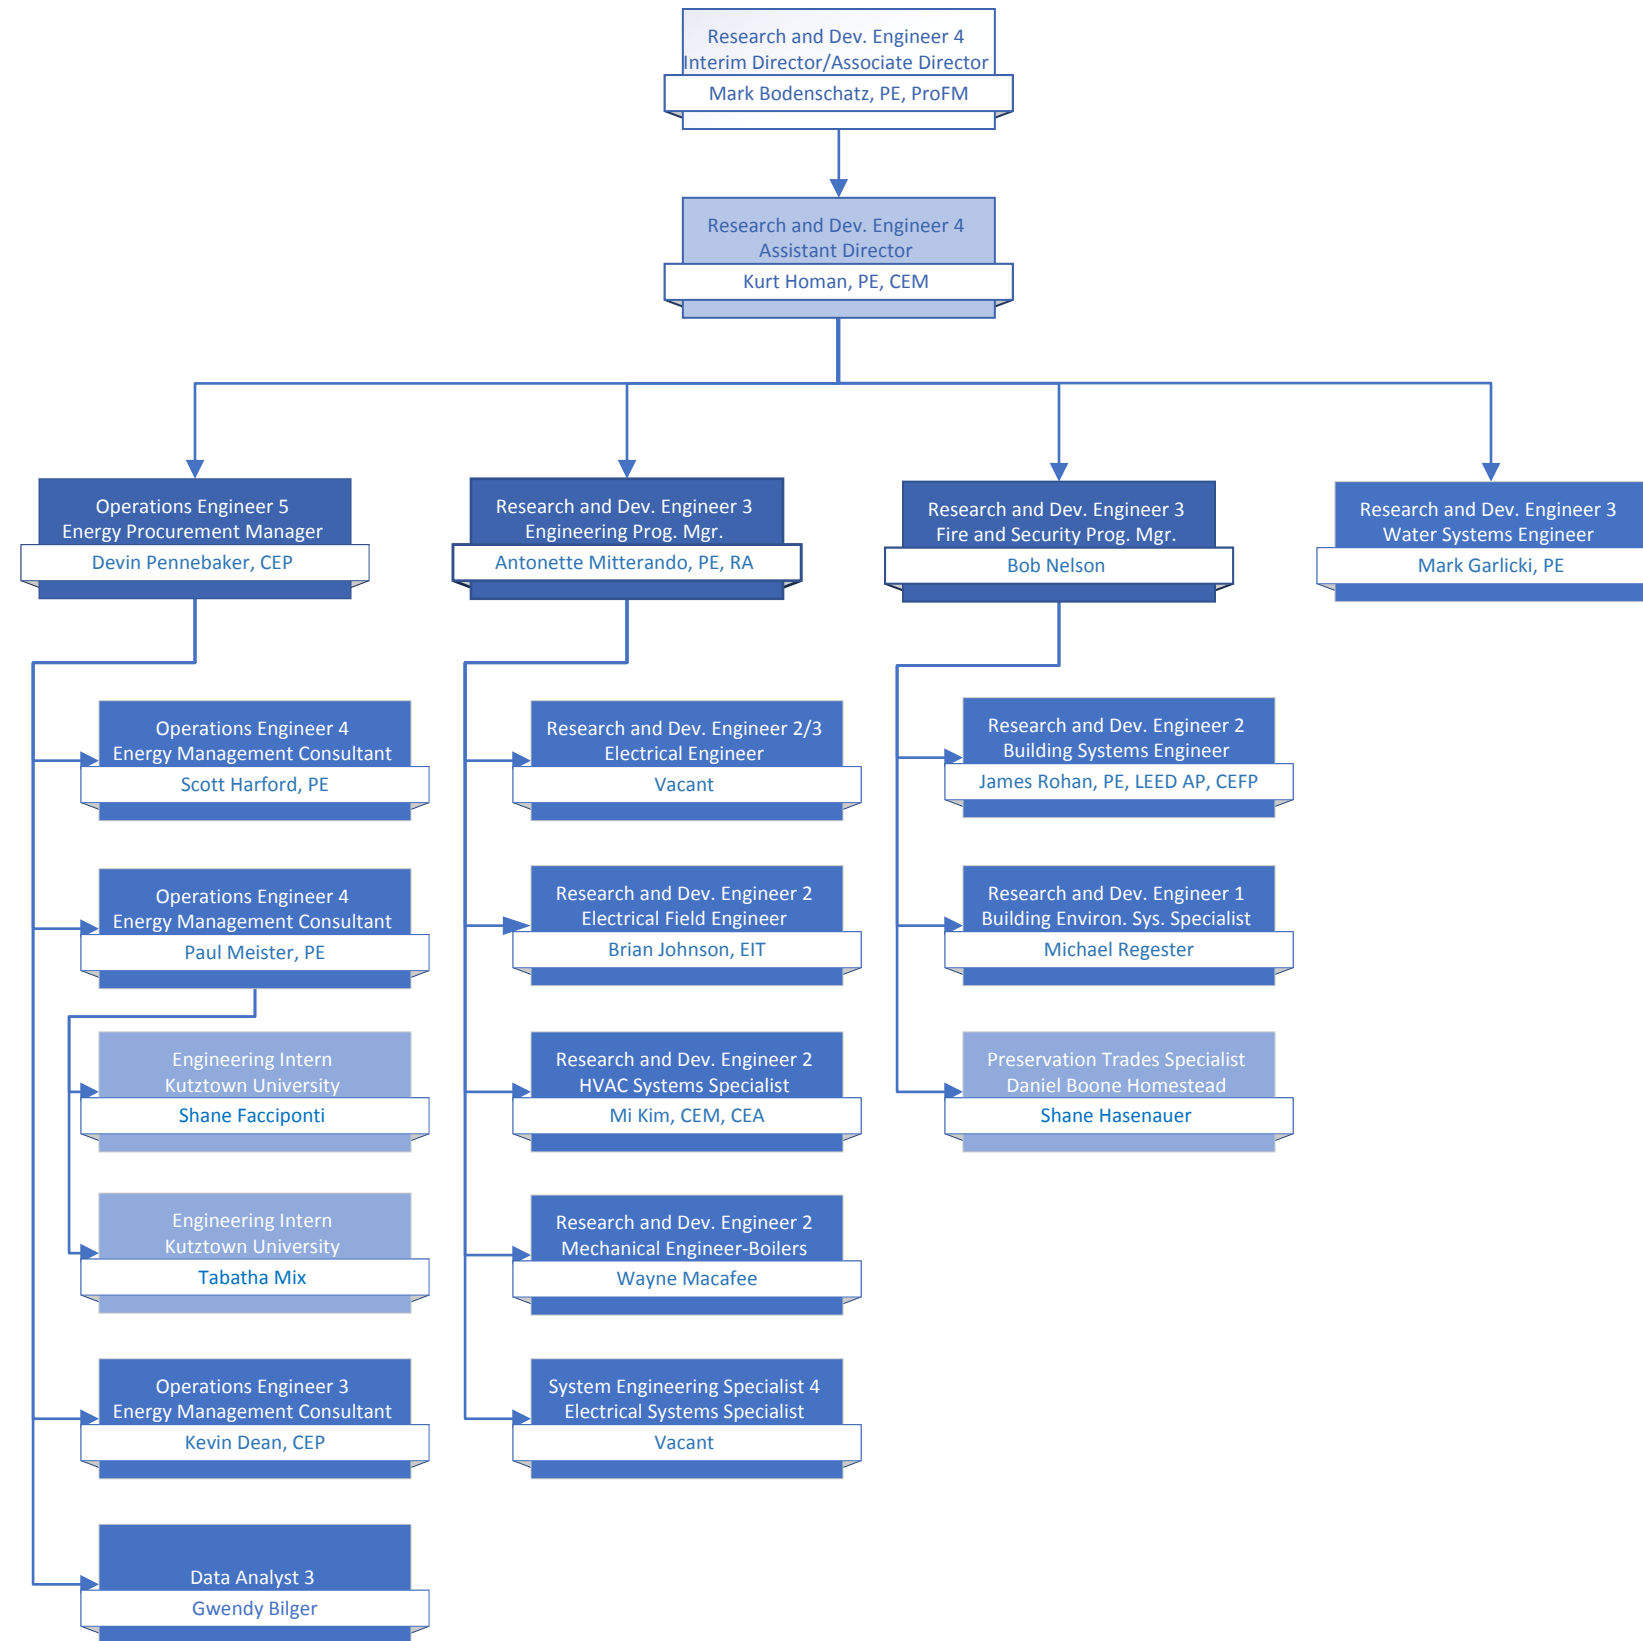 Research and Dev. Engineer 4
Interim Director/Associate Director
Mark Bodenschatz, PE, ProFM
Research and Dev. Engineer 4
Assistant Director
Kurt Homan, PE, CEM
Operations Engineer 5
Energy Procurement Manager
Devin Pennebaker, CEP
Research and Dev. Engineer 3
Engineering Prog. Mgr.
Antonette Mitterando, PE, RA
Research and Dev. Engineer 3
Fire and Security Prog. Mgr.
Bob Nelson
Research and Dev. Engineer 3
Water Systems Engineer
Mark Garlicki, PE
Operations Engineer 4
Energy Management Consultant
Scott Harford, PE
Operations Engineer 4
Energy Management Consultant
Paul Meister, PE
Engineering Intern
Kutztown University
Shane Facciponti
Engineering Intern
Kutztown University
Tabatha Mix
Operations Engineer 3
Energy Management Consultant
Kevin Dean, CEP
Data Analyst 3
Gwendy Bilger
Research and Dev. Engineer 2/3
Electrical Engineer
Vacant
Research and Dev. Engineer 2
Electrical Field Engineer
Brian Johnson, EIT
Research and Dev. Engineer 2
HVAC Systems Specialist
Mi Kim, CEM, CEA
Research and Dev. Engineer 2
Mechanical Engineer-Boilers
Wayne Macafee
System Engineering Specialist 4
Electrical Systems Specialist
Vacant
Research and Dev. Engineer 2
Building Systems Engineer
James Rohan, PE, LEED AP, CEFP
Research and Dev. Engineer 1
Building Environ. Sys. Specialist
Michael Regester
Preservation Trades Specialist
Daniel Boone Homestead
Shane Hasenauer